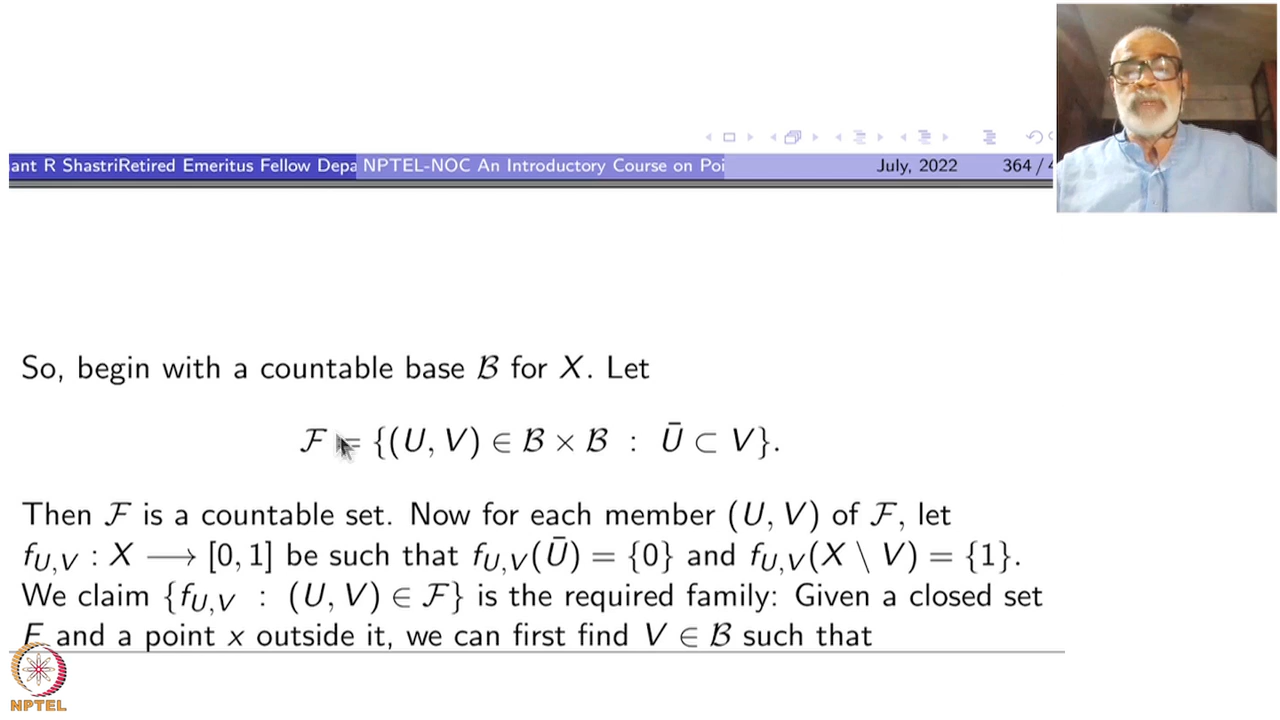 ant R ShastriRetired Emeritus Fellow Depa NPTEL-NOC An Introductory Course on Poi July, 2022 364 / 4
So, begin with a countable base ℬ for X. Let
ℱ = {(U, V) ∈ ℬ × ℬ : Ū ⊂ V}.
Then ℱ is a countable set. Now for each member (U, V) of ℱ, let
f_{U,V} : X ⟶ [0, 1] be such that f_{U,V}(Ū) = {0} and f_{U,V}(X \ V) = {1}.
We claim {f_{U,V} : (U, V) ∈ ℱ} is the required family: Given a closed set
F and a point x outside it, we can first find V ∈ ℬ such that
NPTEL